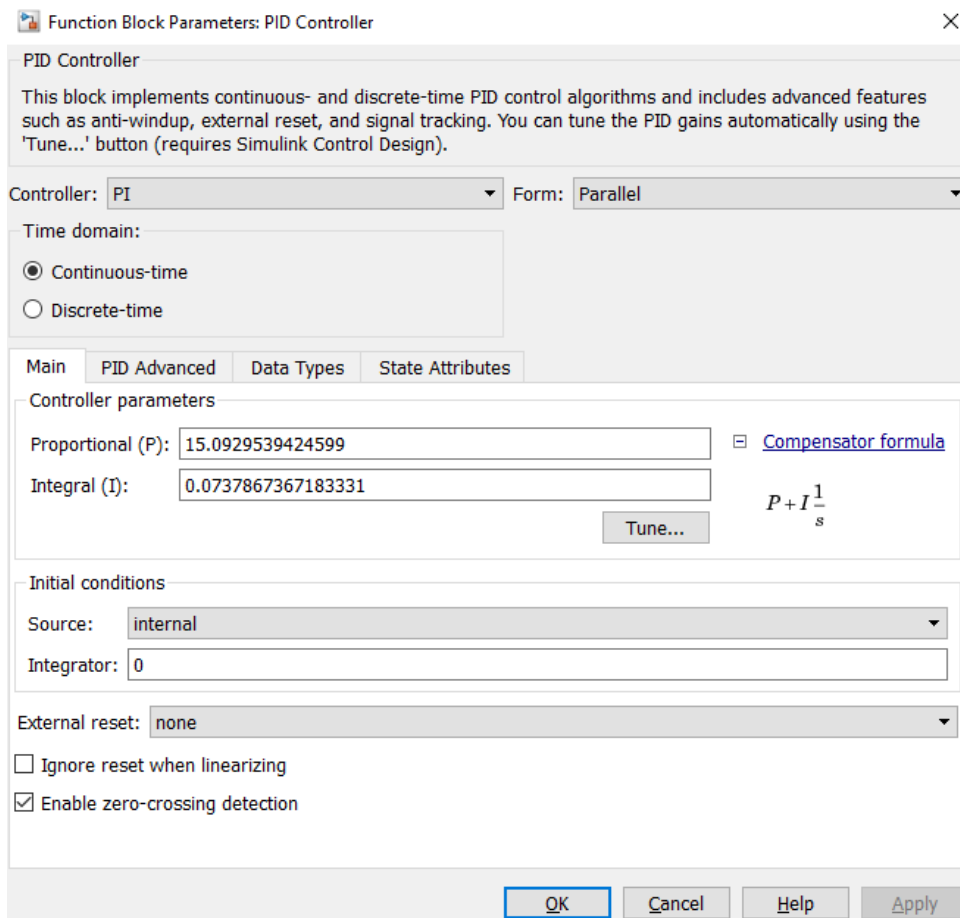 Function Block Parameters: PID Controller
PID Controller
This block implements continuous- and discrete-time PID control algorithms and includes advanced features
such as anti-windup, external reset, and signal tracking. You can tune the PID gains automatically using the
'Tune...' button (requires Simulink Control Design).
Controller: PI Form: Parallel
Time domain:
Continuous-time
Discrete-time
Main PID Advanced Data Types State Attributes
Controller parameters
Proportional (P): 15.0929539424599 Compensator formula
Integral (I): 0.0737867367183331
P + I 1/s
Tune...
Initial conditions
Source: internal
Integrator: 0
External reset: none
Ignore reset when linearizing
Enable zero-crossing detection
OK Cancel Help Apply